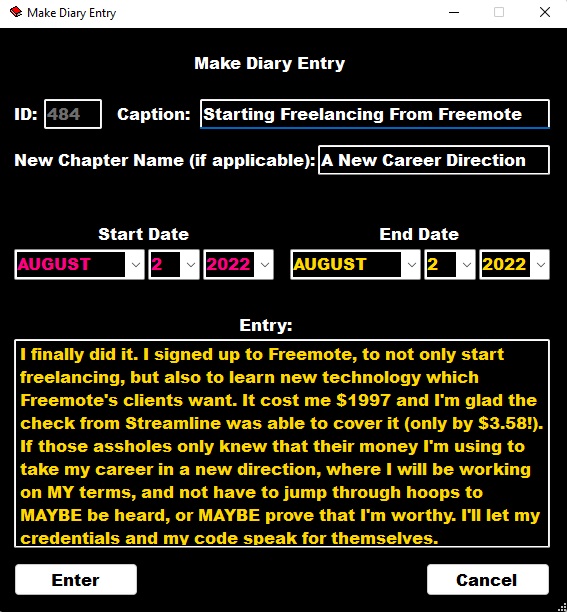 Make Diary Entry
Make Diary Entry
ID: 484 Caption: Starting Freelancing From Freemote
New Chapter Name (if applicable): A New Career Direction
Start Date End Date
AUGUST 2 2022 AUGUST 2 2022
Entry:
I finally did it. I signed up to Freemote, to not only start
freelancing, but also to learn new technology which
Freemote's clients want. It cost me $1997 and I'm glad the
check from Streamline was able to cover it (only by $3.58!).
If those assholes only knew that their money I'm using to
take my career in a new direction, where I will be working
on MY terms, and not have to jump through hoops to
MAYBE be heard, or MAYBE prove that I'm worthy. I'll let my
credentials and my code speak for themselves.
Enter Cancel